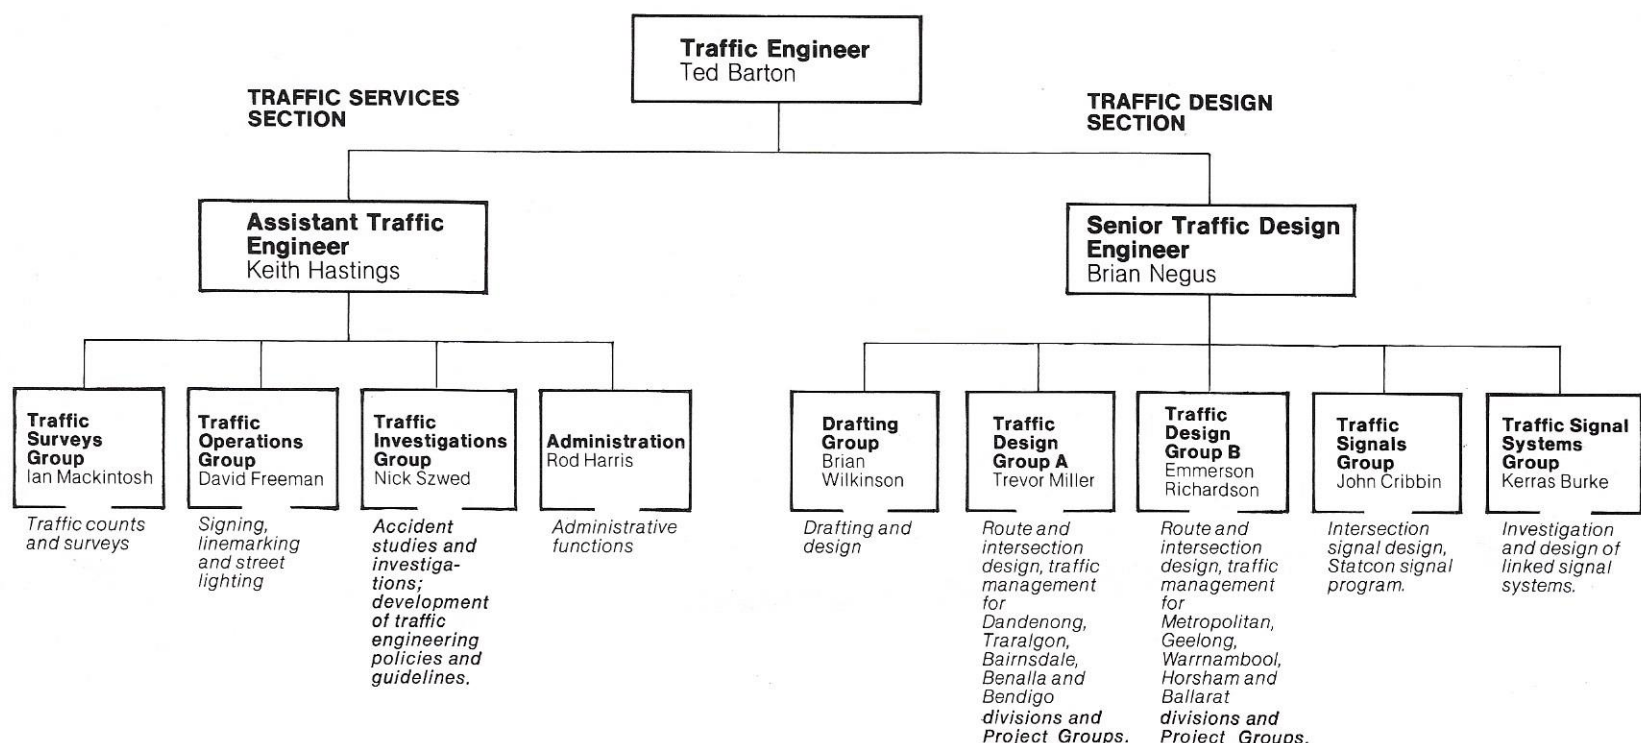 Traffic Engineer
Ted Barton
TRAFFIC SERVICES
SECTION
TRAFFIC DESIGN
SECTION
Assistant Traffic
Engineer
Keith Hastings
Senior Traffic Design
Engineer
Brian Negus
Traffic
Surveys
Group
Ian Mackintosh
Traffic counts
and surveys
Traffic
Operations
Group
David Freeman
Signing,
linemarking
and street
lighting
Traffic
Investigations
Group
Nick Szwed
Accident
studies and
investiga-
tions;
development
of traffic
engineering
policies and
guidelines.
Administration
Rod Harris
Administrative
functions
Drafting
Group
Brian
Wilkinson
Drafting and
design
Traffic
Design
Group A
Trevor Miller
Route and
intersection
design, traffic
management
for
Dandenong,
Traralgon,
Bairnsdale,
Benalla and
Bendigo
divisions and
Project Groups.
Traffic
Design
Group B
Emmerson
Richardson
Route and
intersection
design, traffic
management
for
Metropolitan,
Geelong,
Warrnambool,
Horsham and
Ballarat
divisions and
Project Groups.
Traffic
Signals
Group
John Cribbin
Intersection
signal design,
Statcon signal
program.
Traffic Signal
Systems
Group
Kerras Burke
Investigation
and design of
linked signal
systems.